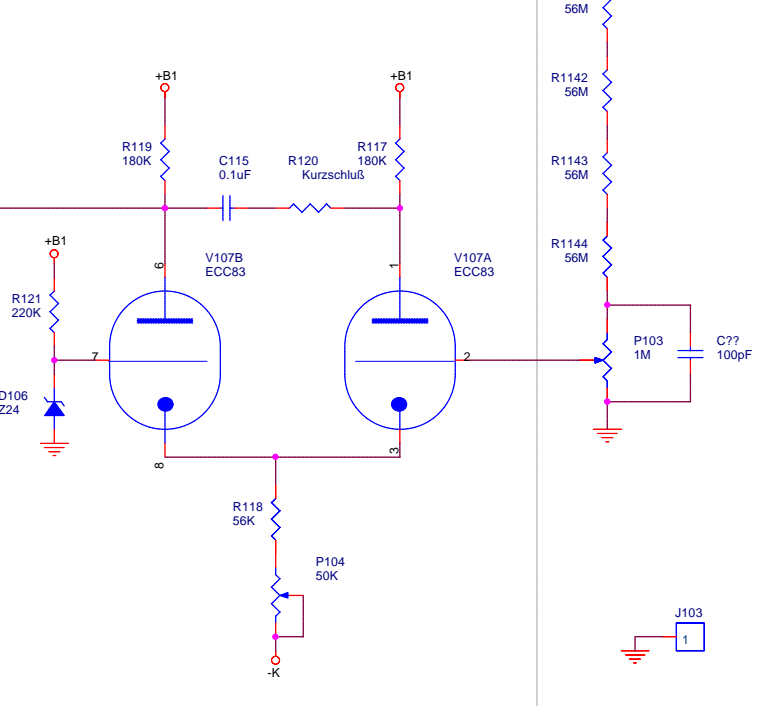 56M
R1142
56M
+B1
+B1
R119
180K
C115
0.1uF
R120
Kurzschluß
R117
180K
R1143
56M
R1144
56M
+B1
6
V107B
ECC83
1
V107A
ECC83
R121
220K
P103
1M
C??
100pF
7
2
D106
Z24
8
3
R118
56K
P104
50K
-K
J103
1